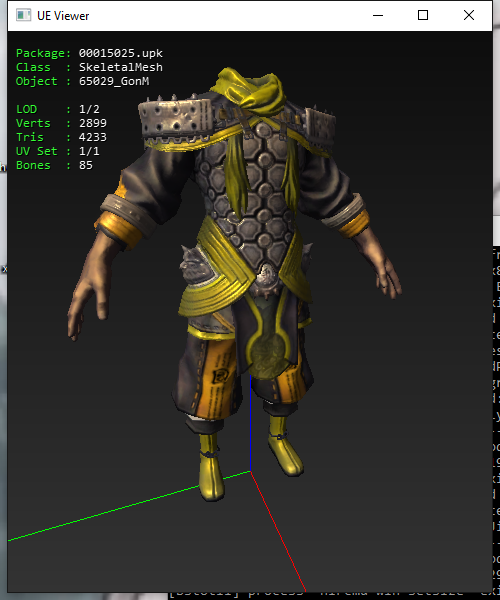 UE Viewer
Package: 00015025.upk
Class : SkeletalMesh
Object : 65029_GonM
LOD : 1/2
Verts : 2899
Tris : 4233
UV Set : 1/1
Bones : 85